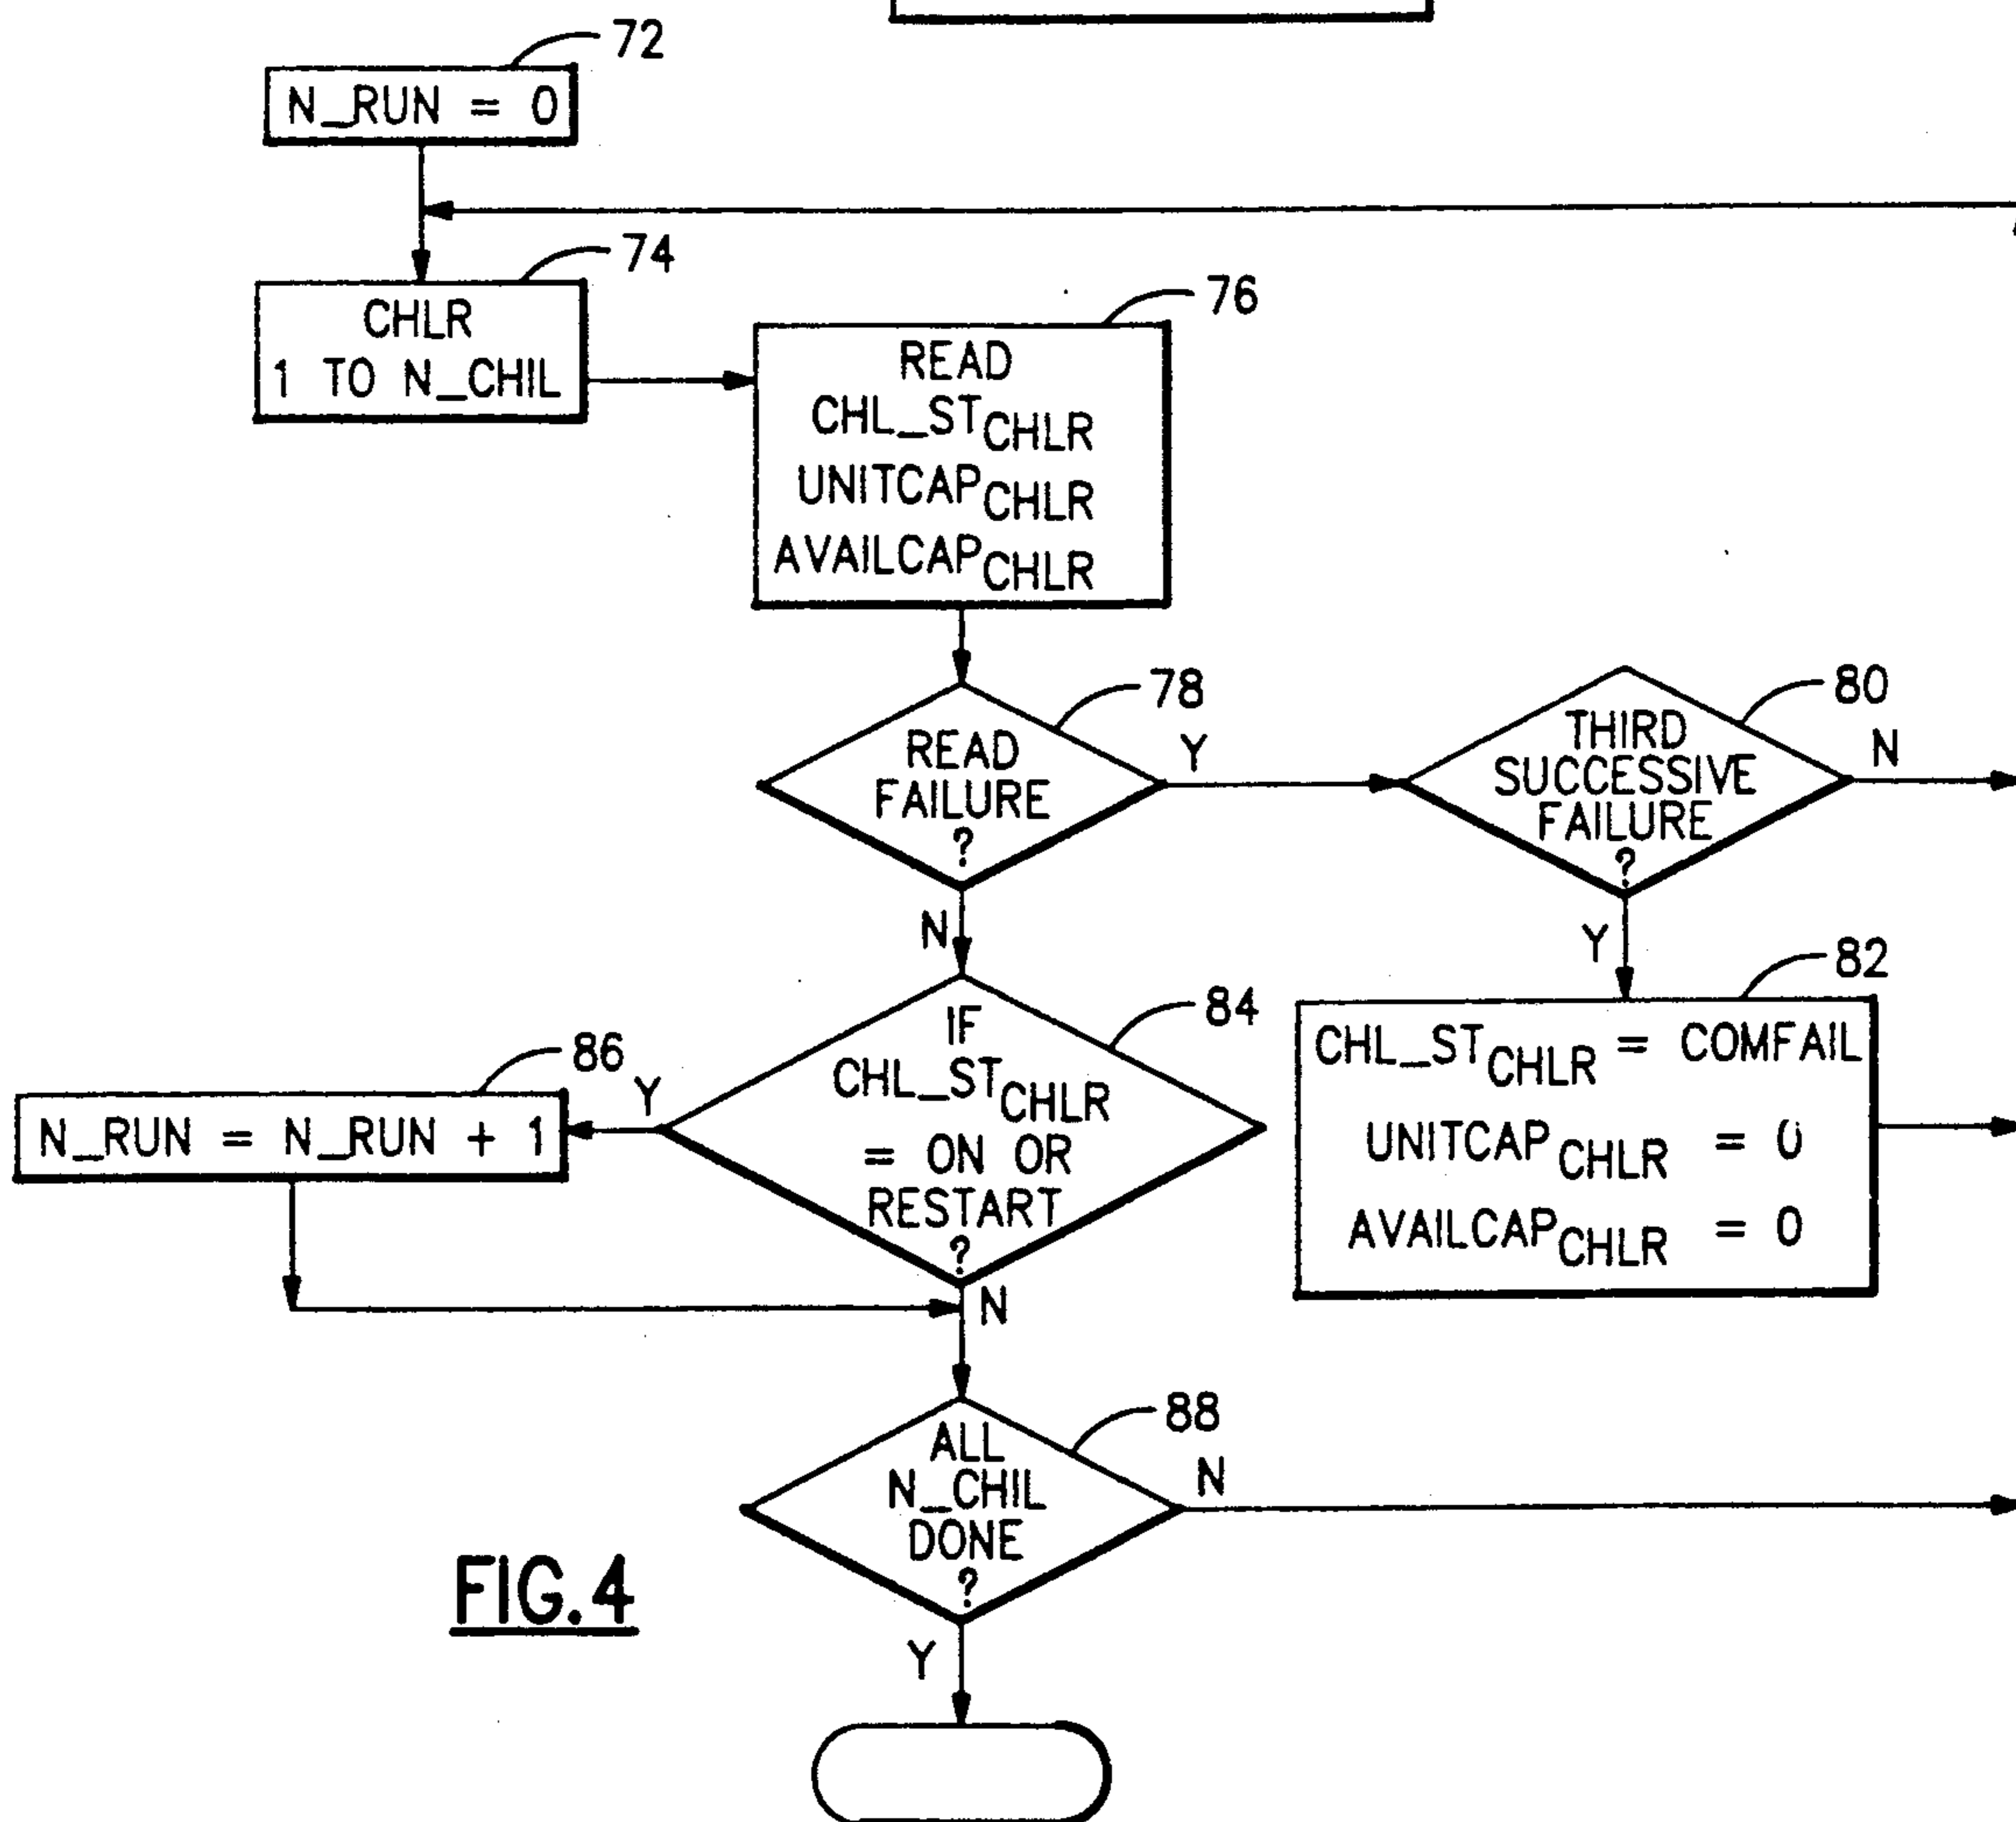 72
N_RUN = 0
74
CHLR
1 TO N_CHIL
76
READ
CHL_STCHLR
UNITCAPCHLR
AVAILCAPCHLR
78
READ
FAILURE
?
Y
80
THIRD
SUCCESSIVE
FAILURE
?
N
Y
82
CHL_STCHLR = COMFAIL
UNITCAPCHLR = 0
AVAILCAPCHLR = 0
N
84
IF
CHL_STCHLR
= ON OR
RESTART
?
Y
86
N_RUN = N_RUN + 1
N
88
ALL
N_CHIL
DONE
?
N
Y
FIG.4